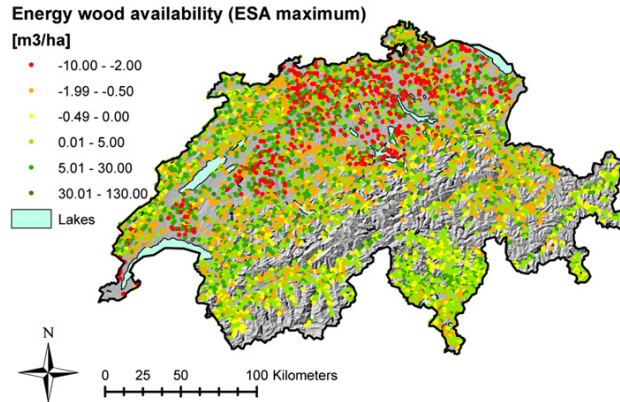 Energy wood availability (ESA maximum)
[m3/ha]
-10.00 - -2.00
-1.99 - -0.50
-0.49 - 0.00
0.01 - 5.00
5.01 - 30.00
30.01 - 130.00
Lakes
N
0 25 50 100 Kilometers